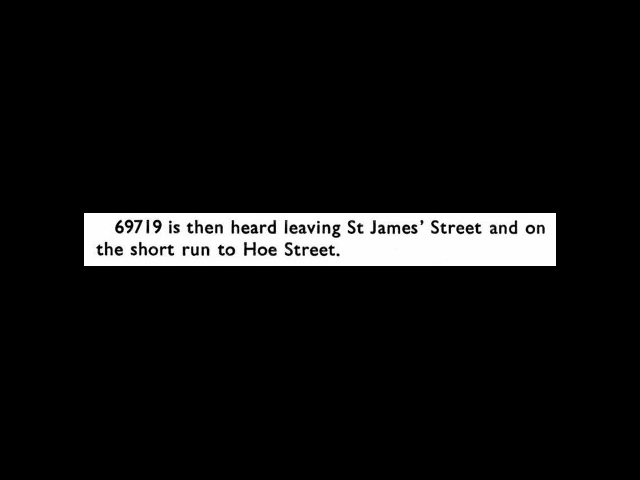 69719 is then heard leaving St James' Street and on
the short run to Hoe Street.